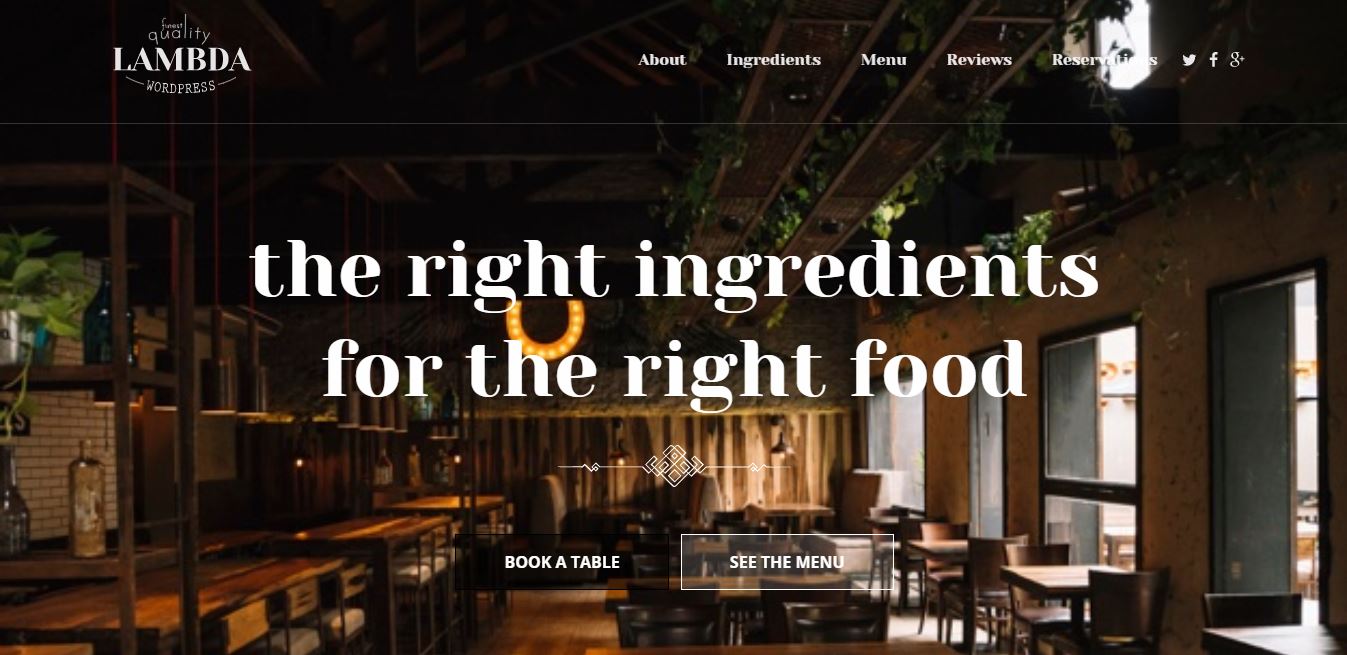 finest
quality
LAMBDA
WORDPRESS
About Ingredients Menu Reviews Reservations
the right ingredients
for the right food
BOOK A TABLE SEE THE MENU